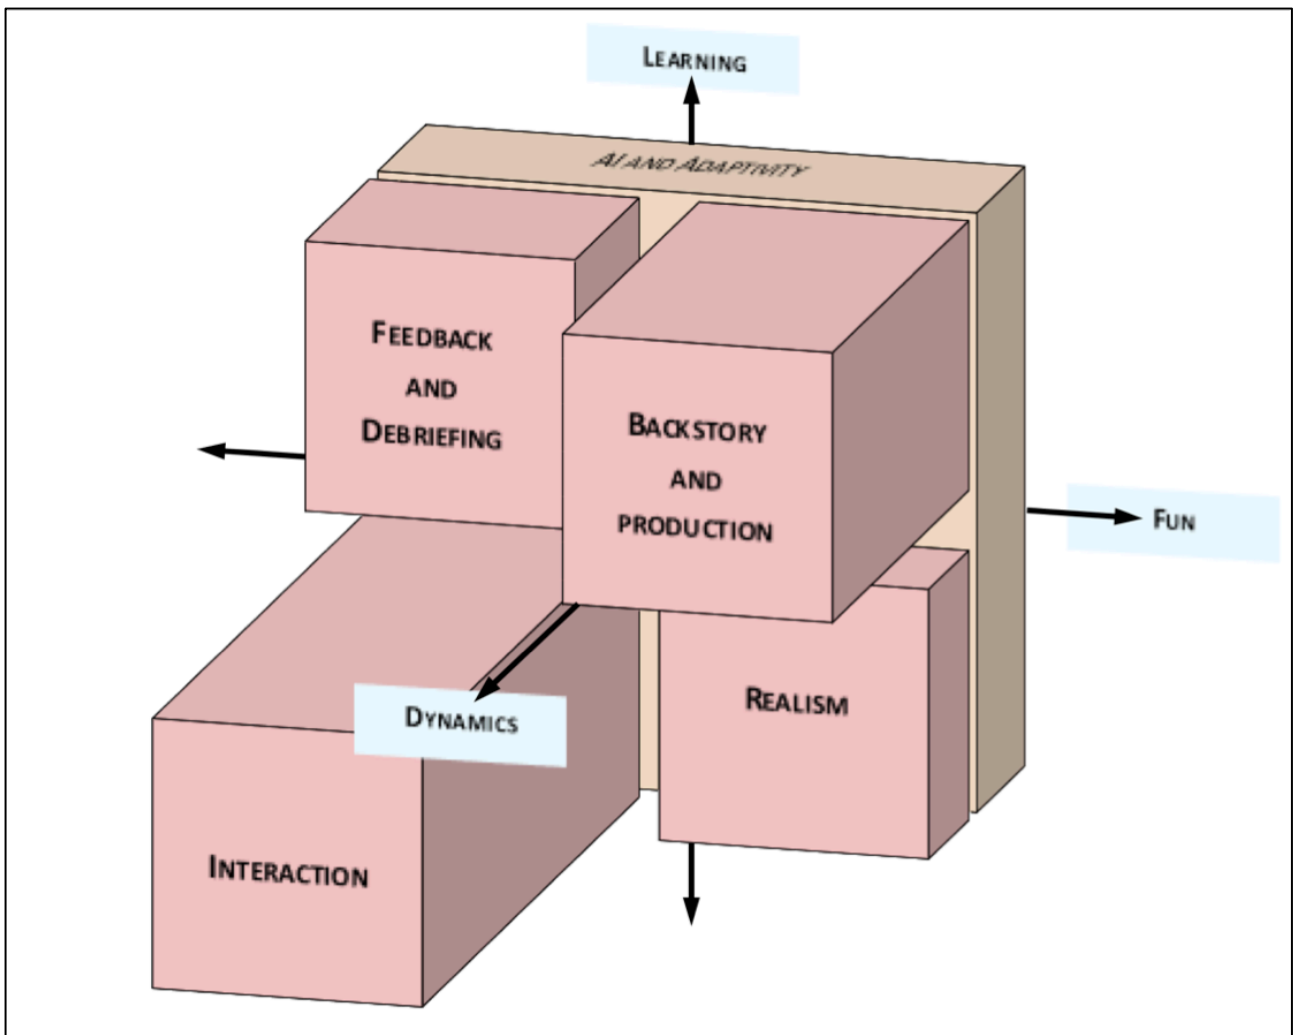 LEARNING
AI AND ADAPTIVITY
FEEDBACK
AND
DEBRIEFING
BACKSTORY
AND
PRODUCTION
FUN
REALISM
DYNAMICS
INTERACTION